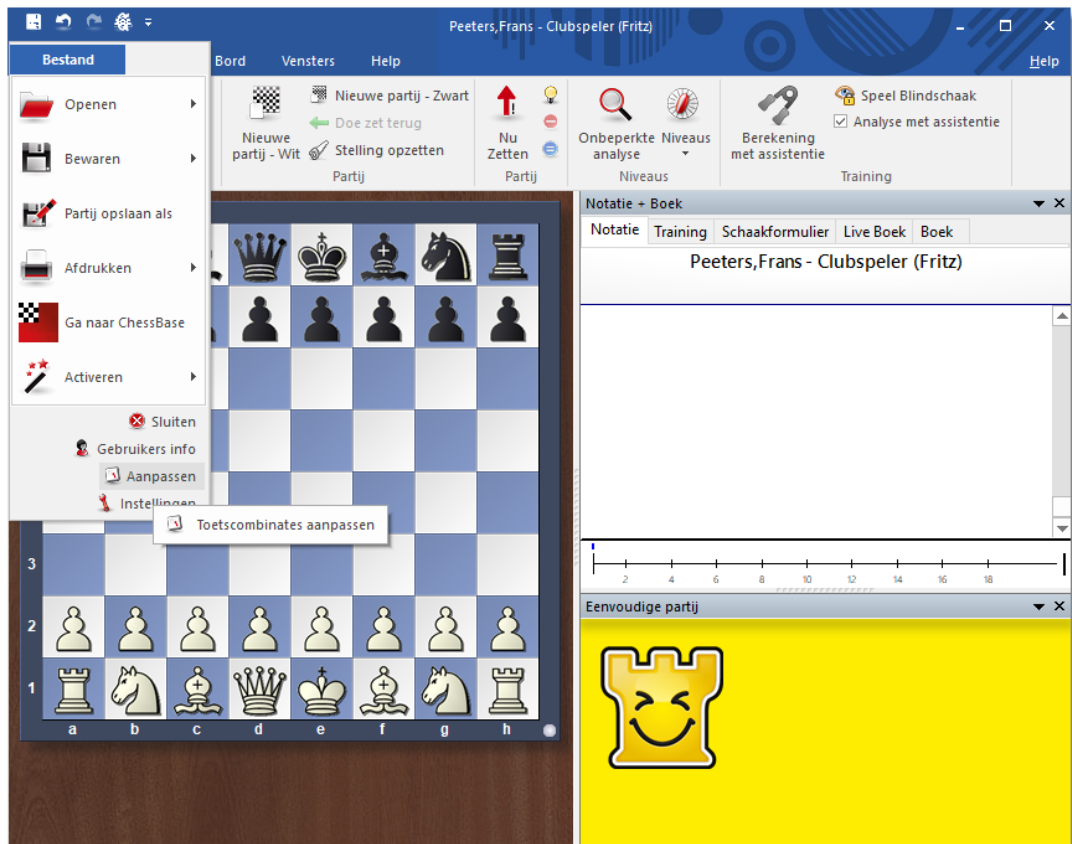 Peeters,Frans - Clubspeler (Fritz)
Bestand
Bord
Vensters
Help
Help
Openen
Bewaren
Partij opslaan als
Afdrukken
Ga naar ChessBase
Activeren
Sluiten
Gebruikers info
Aanpassen
Instellingen
Toetscombinates aanpassen
Nieuwe
partij - Wit
Nieuwe partij - Zwart
Doe zet terug
Stelling opzetten
Partij
Nu
Zetten
Partij
Onbeperkte
analyse
Niveaus
Niveaus
Berekening
met assistentie
Speel Blindschaak
Analyse met assistentie
Training
Notatie + Boek
Notatie
Training
Schaakformulier
Live Boek
Boek
Peeters,Frans - Clubspeler (Fritz)
2 4 6 8 10 12 14 16 18
Eenvoudige partij
3
2
1
a b c d e f g h